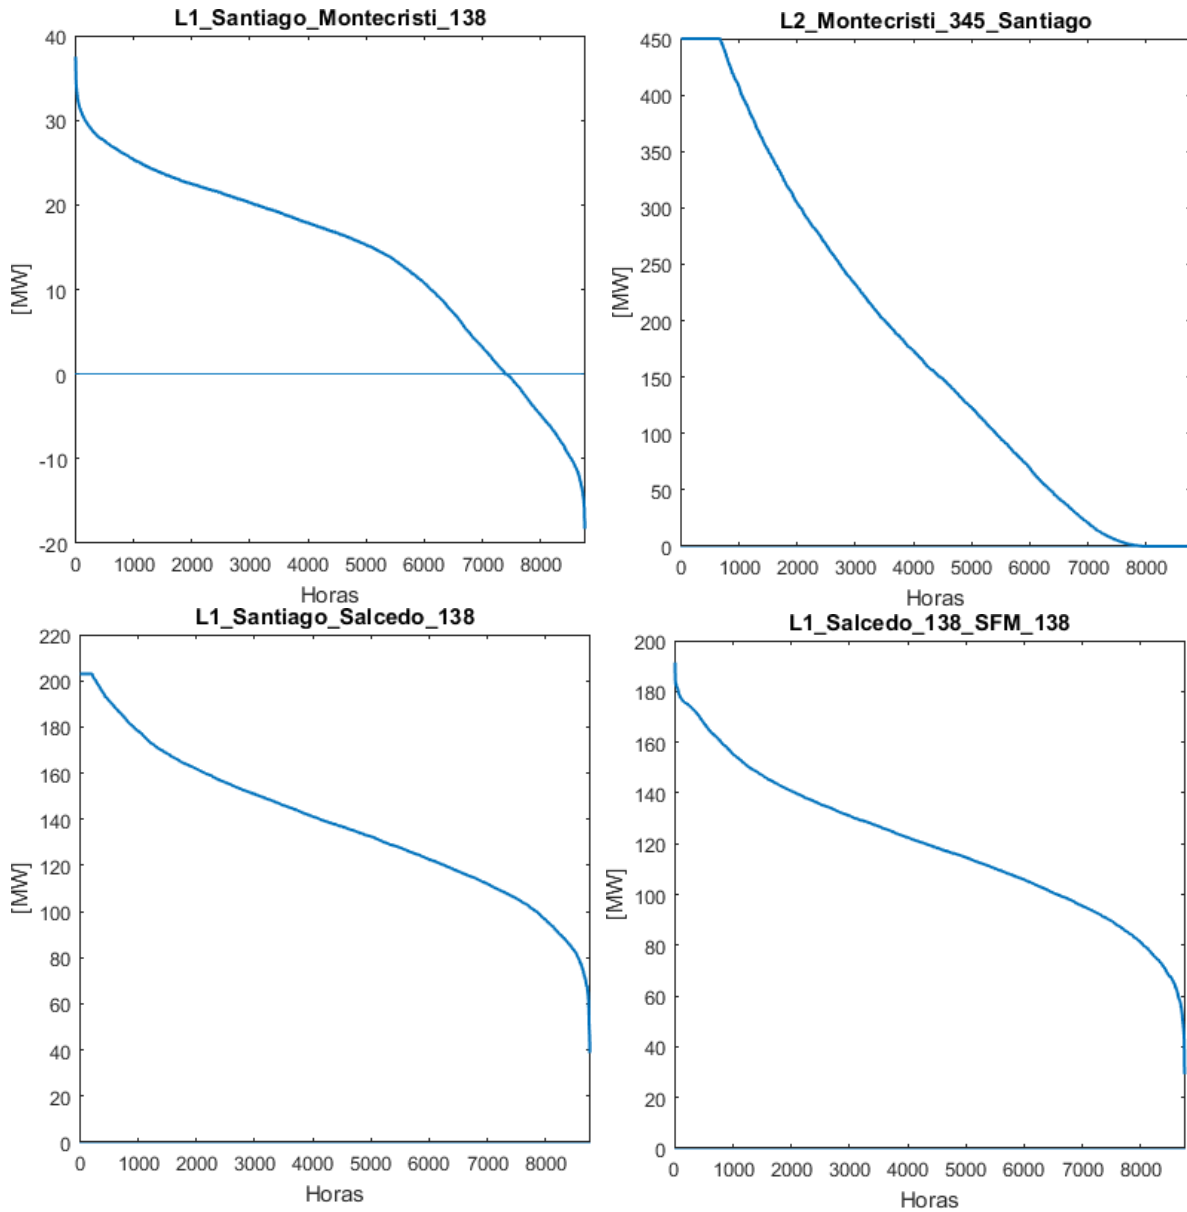 L1_Santiago_Montecristi_138
40
30
20
10
0
-10
-20
[MW]
0 1000 2000 3000 4000 5000 6000 7000 8000
Horas
L2_Montecristi_345_Santiago
450
400
350
300
250
200
150
100
50
0
[MW]
0 1000 2000 3000 4000 5000 6000 7000 8000
Horas
L1_Santiago_Salcedo_138
220
200
180
160
140
120
100
80
60
40
20
0
[MW]
0 1000 2000 3000 4000 5000 6000 7000 8000
Horas
L1_Salcedo_138_SFM_138
200
180
160
140
120
100
80
60
40
20
0
[MW]
0 1000 2000 3000 4000 5000 6000 7000 8000
Horas